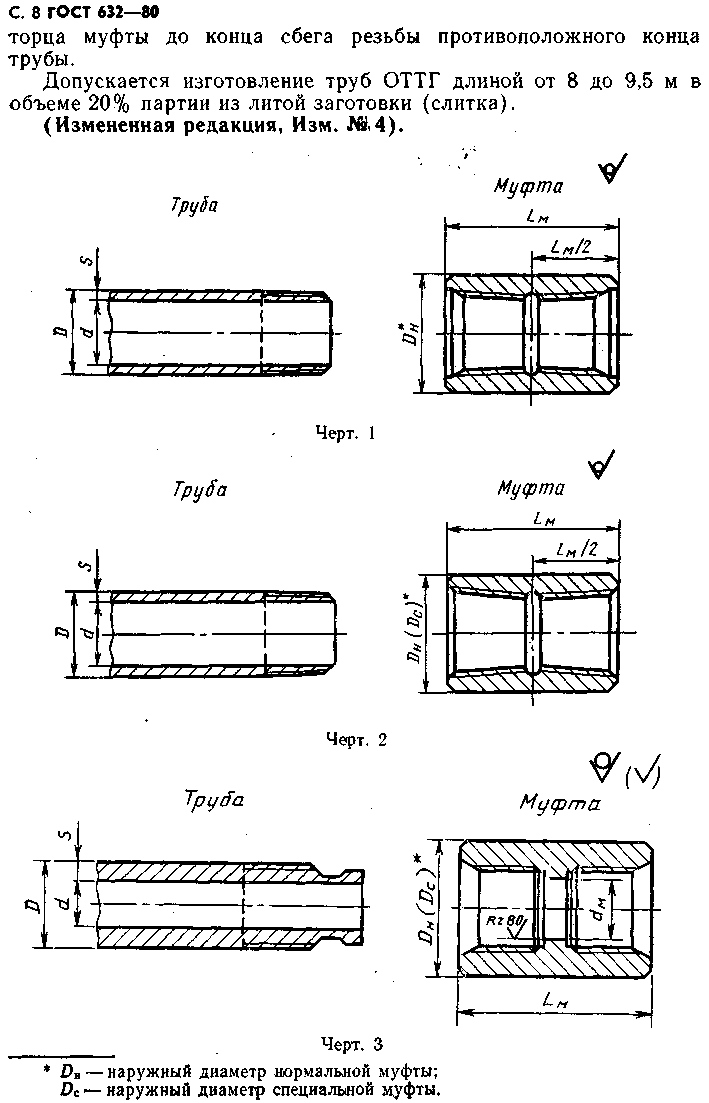 С. 8 ГОСТ 632—80
торца муфты до конца сбега резьбы противоположного конца
трубы.
Допускается изготовление труб ОТТГ длиной от 8 до 9,5 м в
объеме 20% партии из литой заготовки (слитка).
(Измененная редакция, Изм. № 4).
Труба
Муфта
Lм
Lм/2
S
D
d
Dн*
Черт. 1
Труба
Муфта
Lм
Lм/2
S
D
d
Dн(Dс)*
Черт. 2
(√)
Труба
Муфта
S
D
d
Dн(Dс)*
Rz80
dм
Lм
Черт. 3
* Dн — наружный диаметр нормальной муфты;
Dс — наружный диаметр специальной муфты.